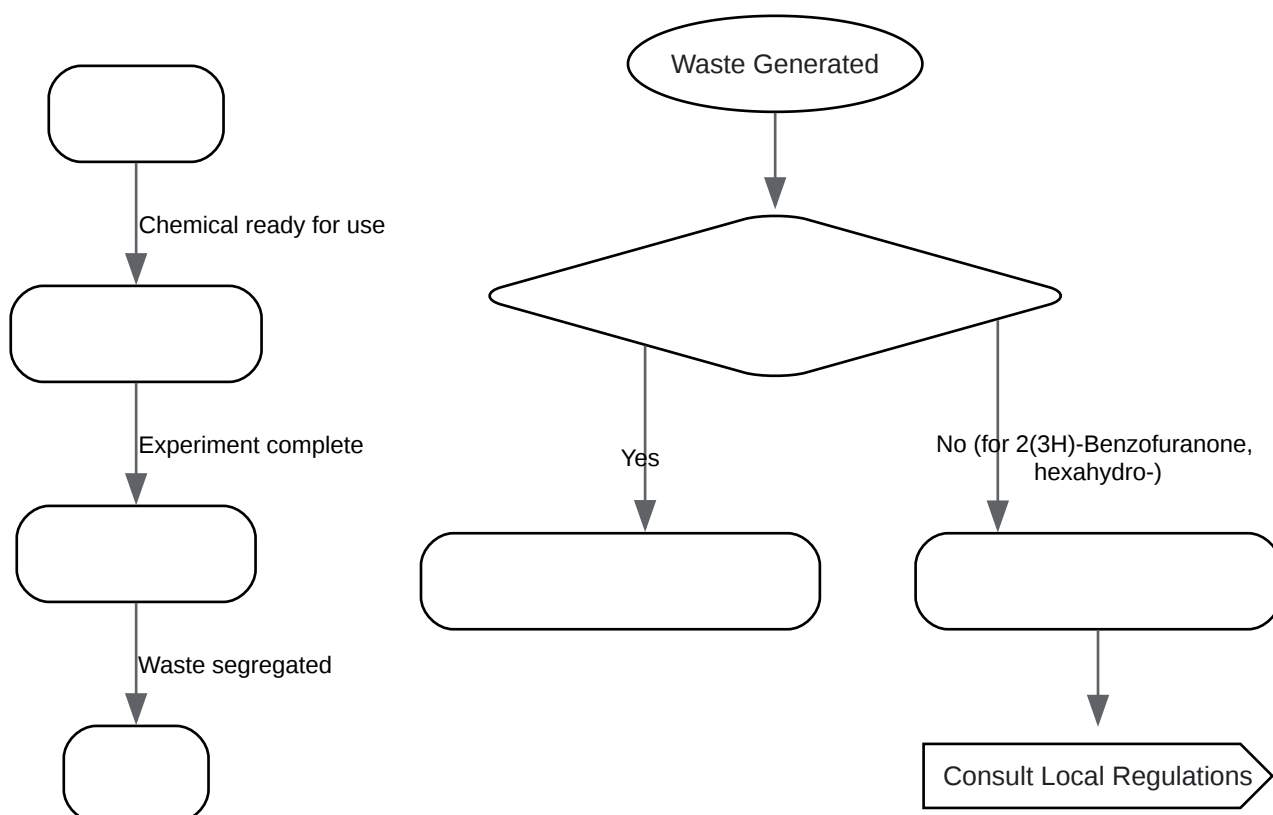 Waste Generated
Chemical ready for use
Experiment complete
No (for 2(3H)-Benzofuranone,
hexahydro-)
Yes
Waste segregated
Consult Local Regulations